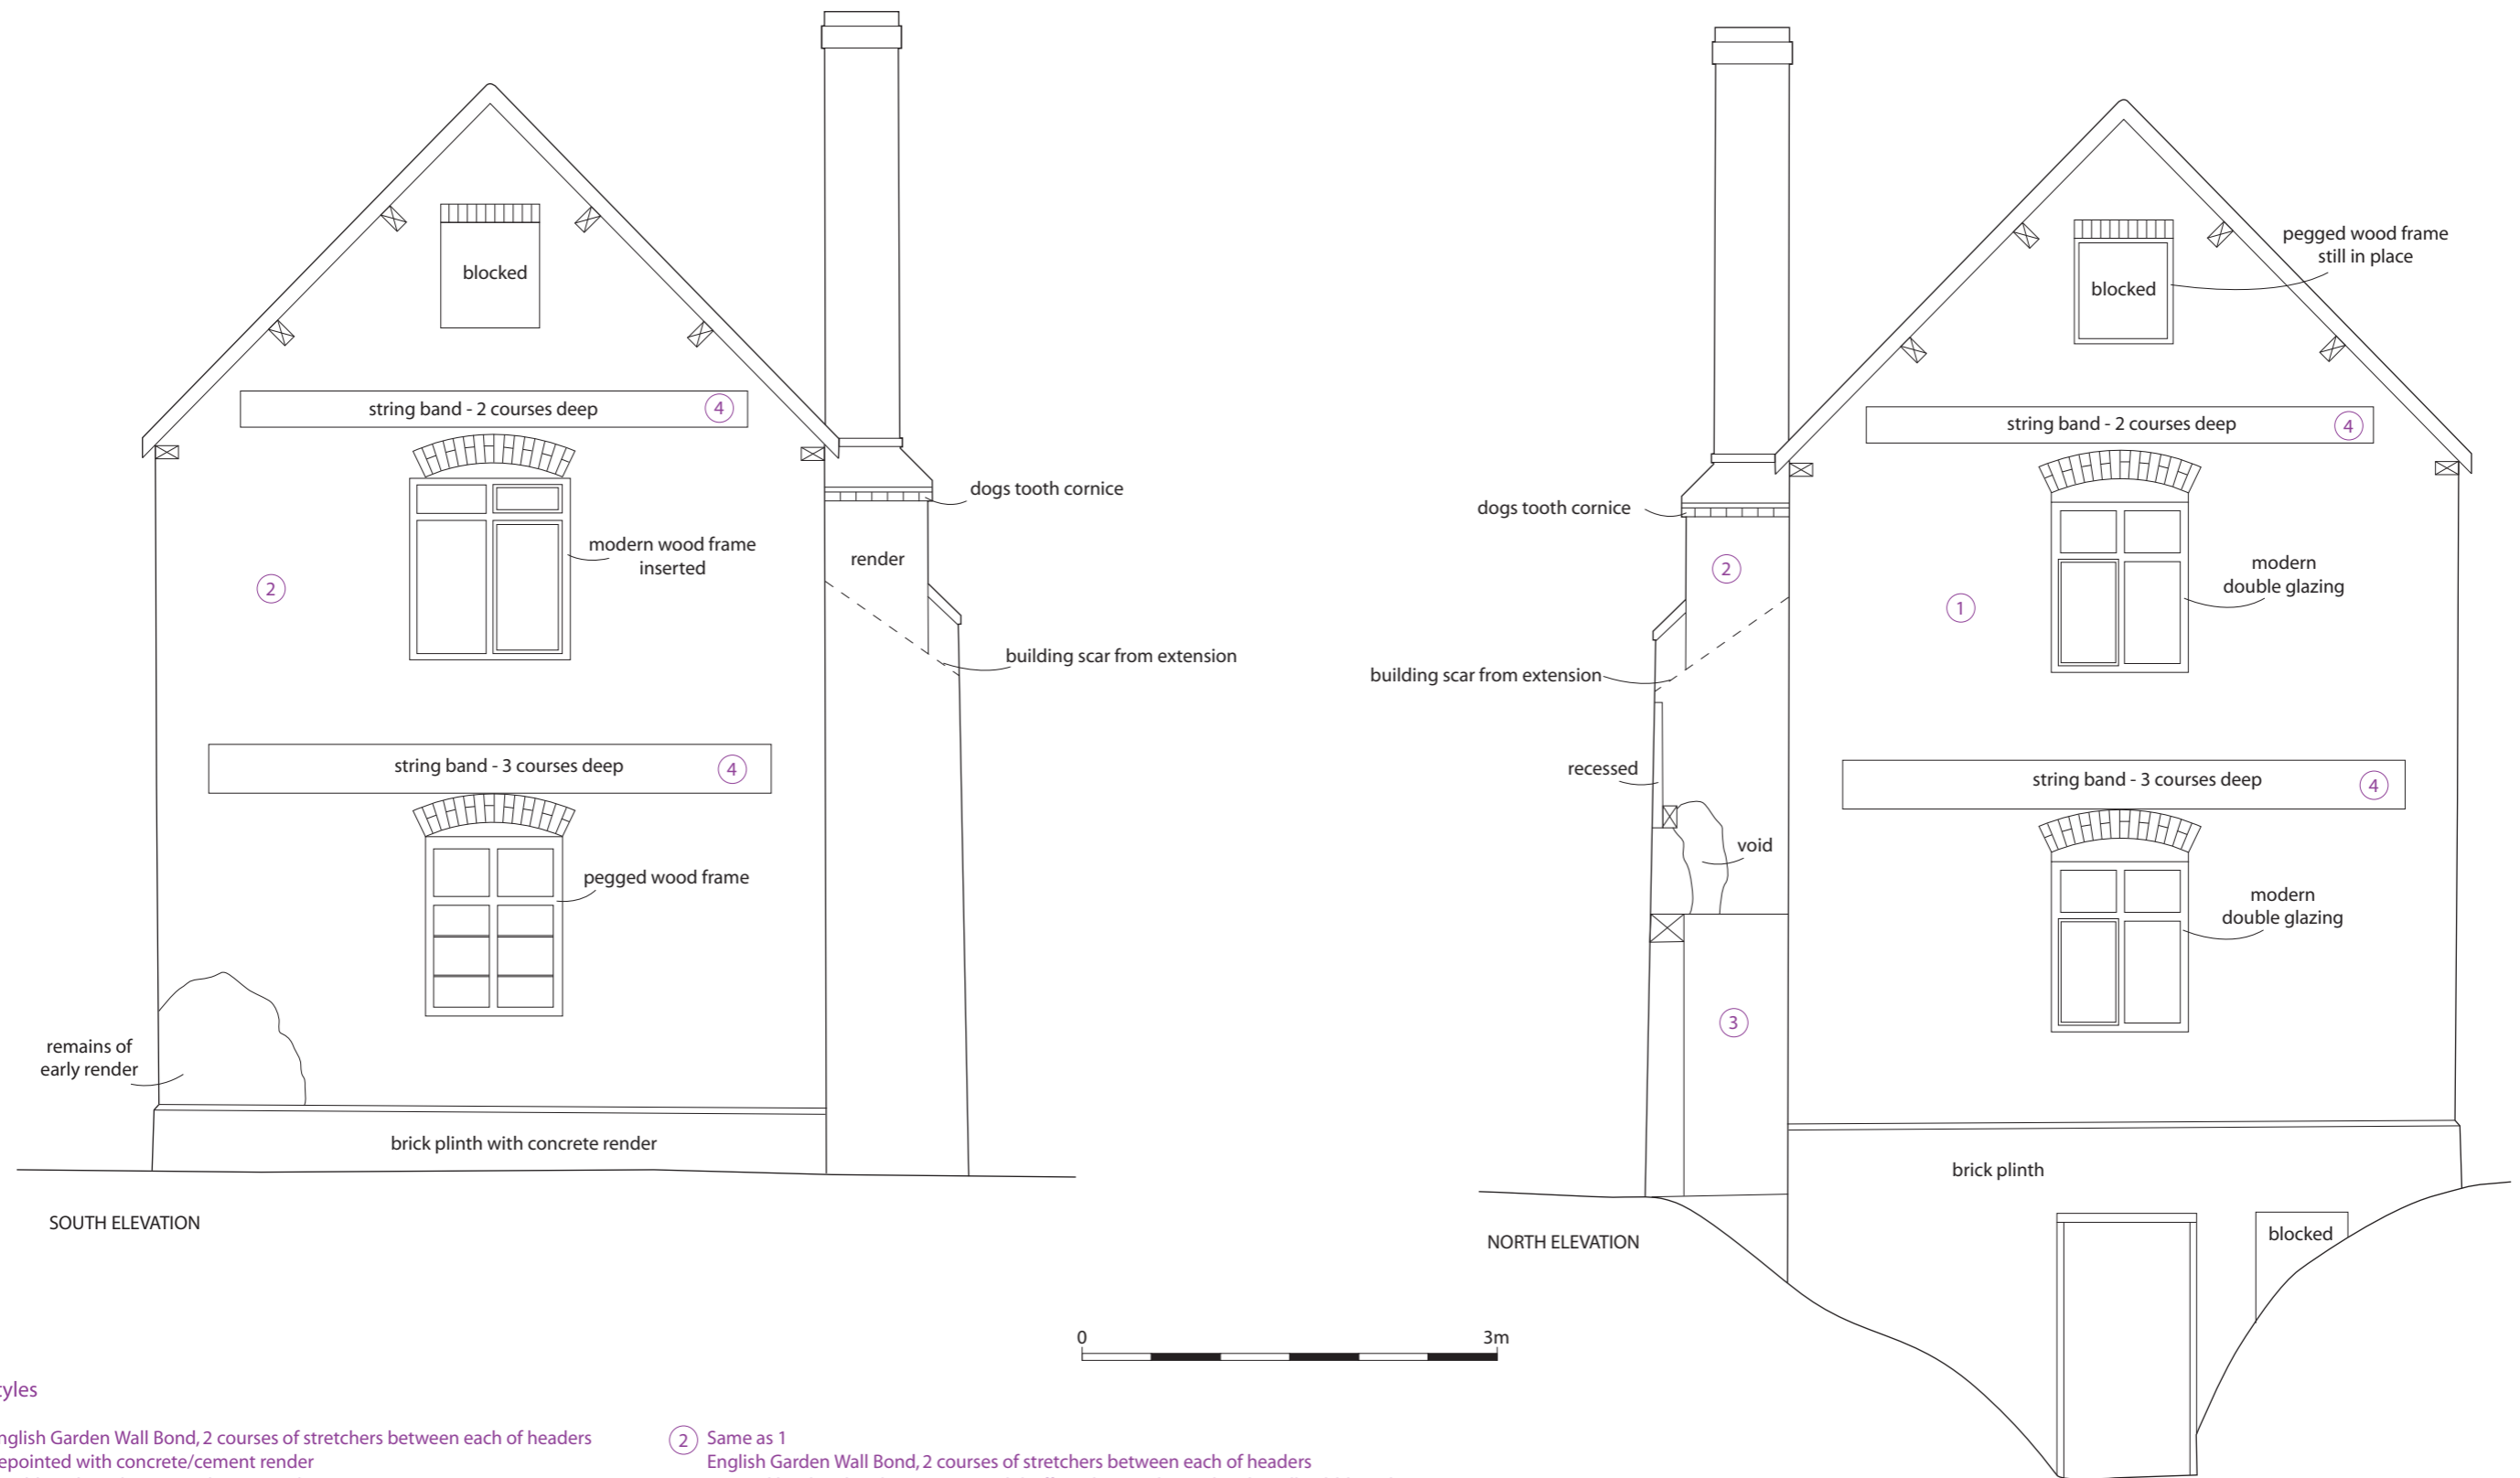 blocked
string band - 2 courses deep
4
dogs tooth cornice
modern wood frame
inserted
render
2
building scar from extension
string band - 3 courses deep
4
pegged wood frame
remains of
early render
brick plinth with concrete render
SOUTH ELEVATION
pegged wood frame
still in place
blocked
string band - 2 courses deep
4
dogs tooth cornice
2
modern
double glazing
1
building scar from extension
recessed
string band - 3 courses deep
4
void
modern
double glazing
3
brick plinth
blocked
NORTH ELEVATION
0
3m
tyles
nglish Garden Wall Bond, 2 courses of stretchers between each of headers
epointed with concrete/cement render
2
Same as 1
English Garden Wall Bond, 2 courses of stretchers between each of headers